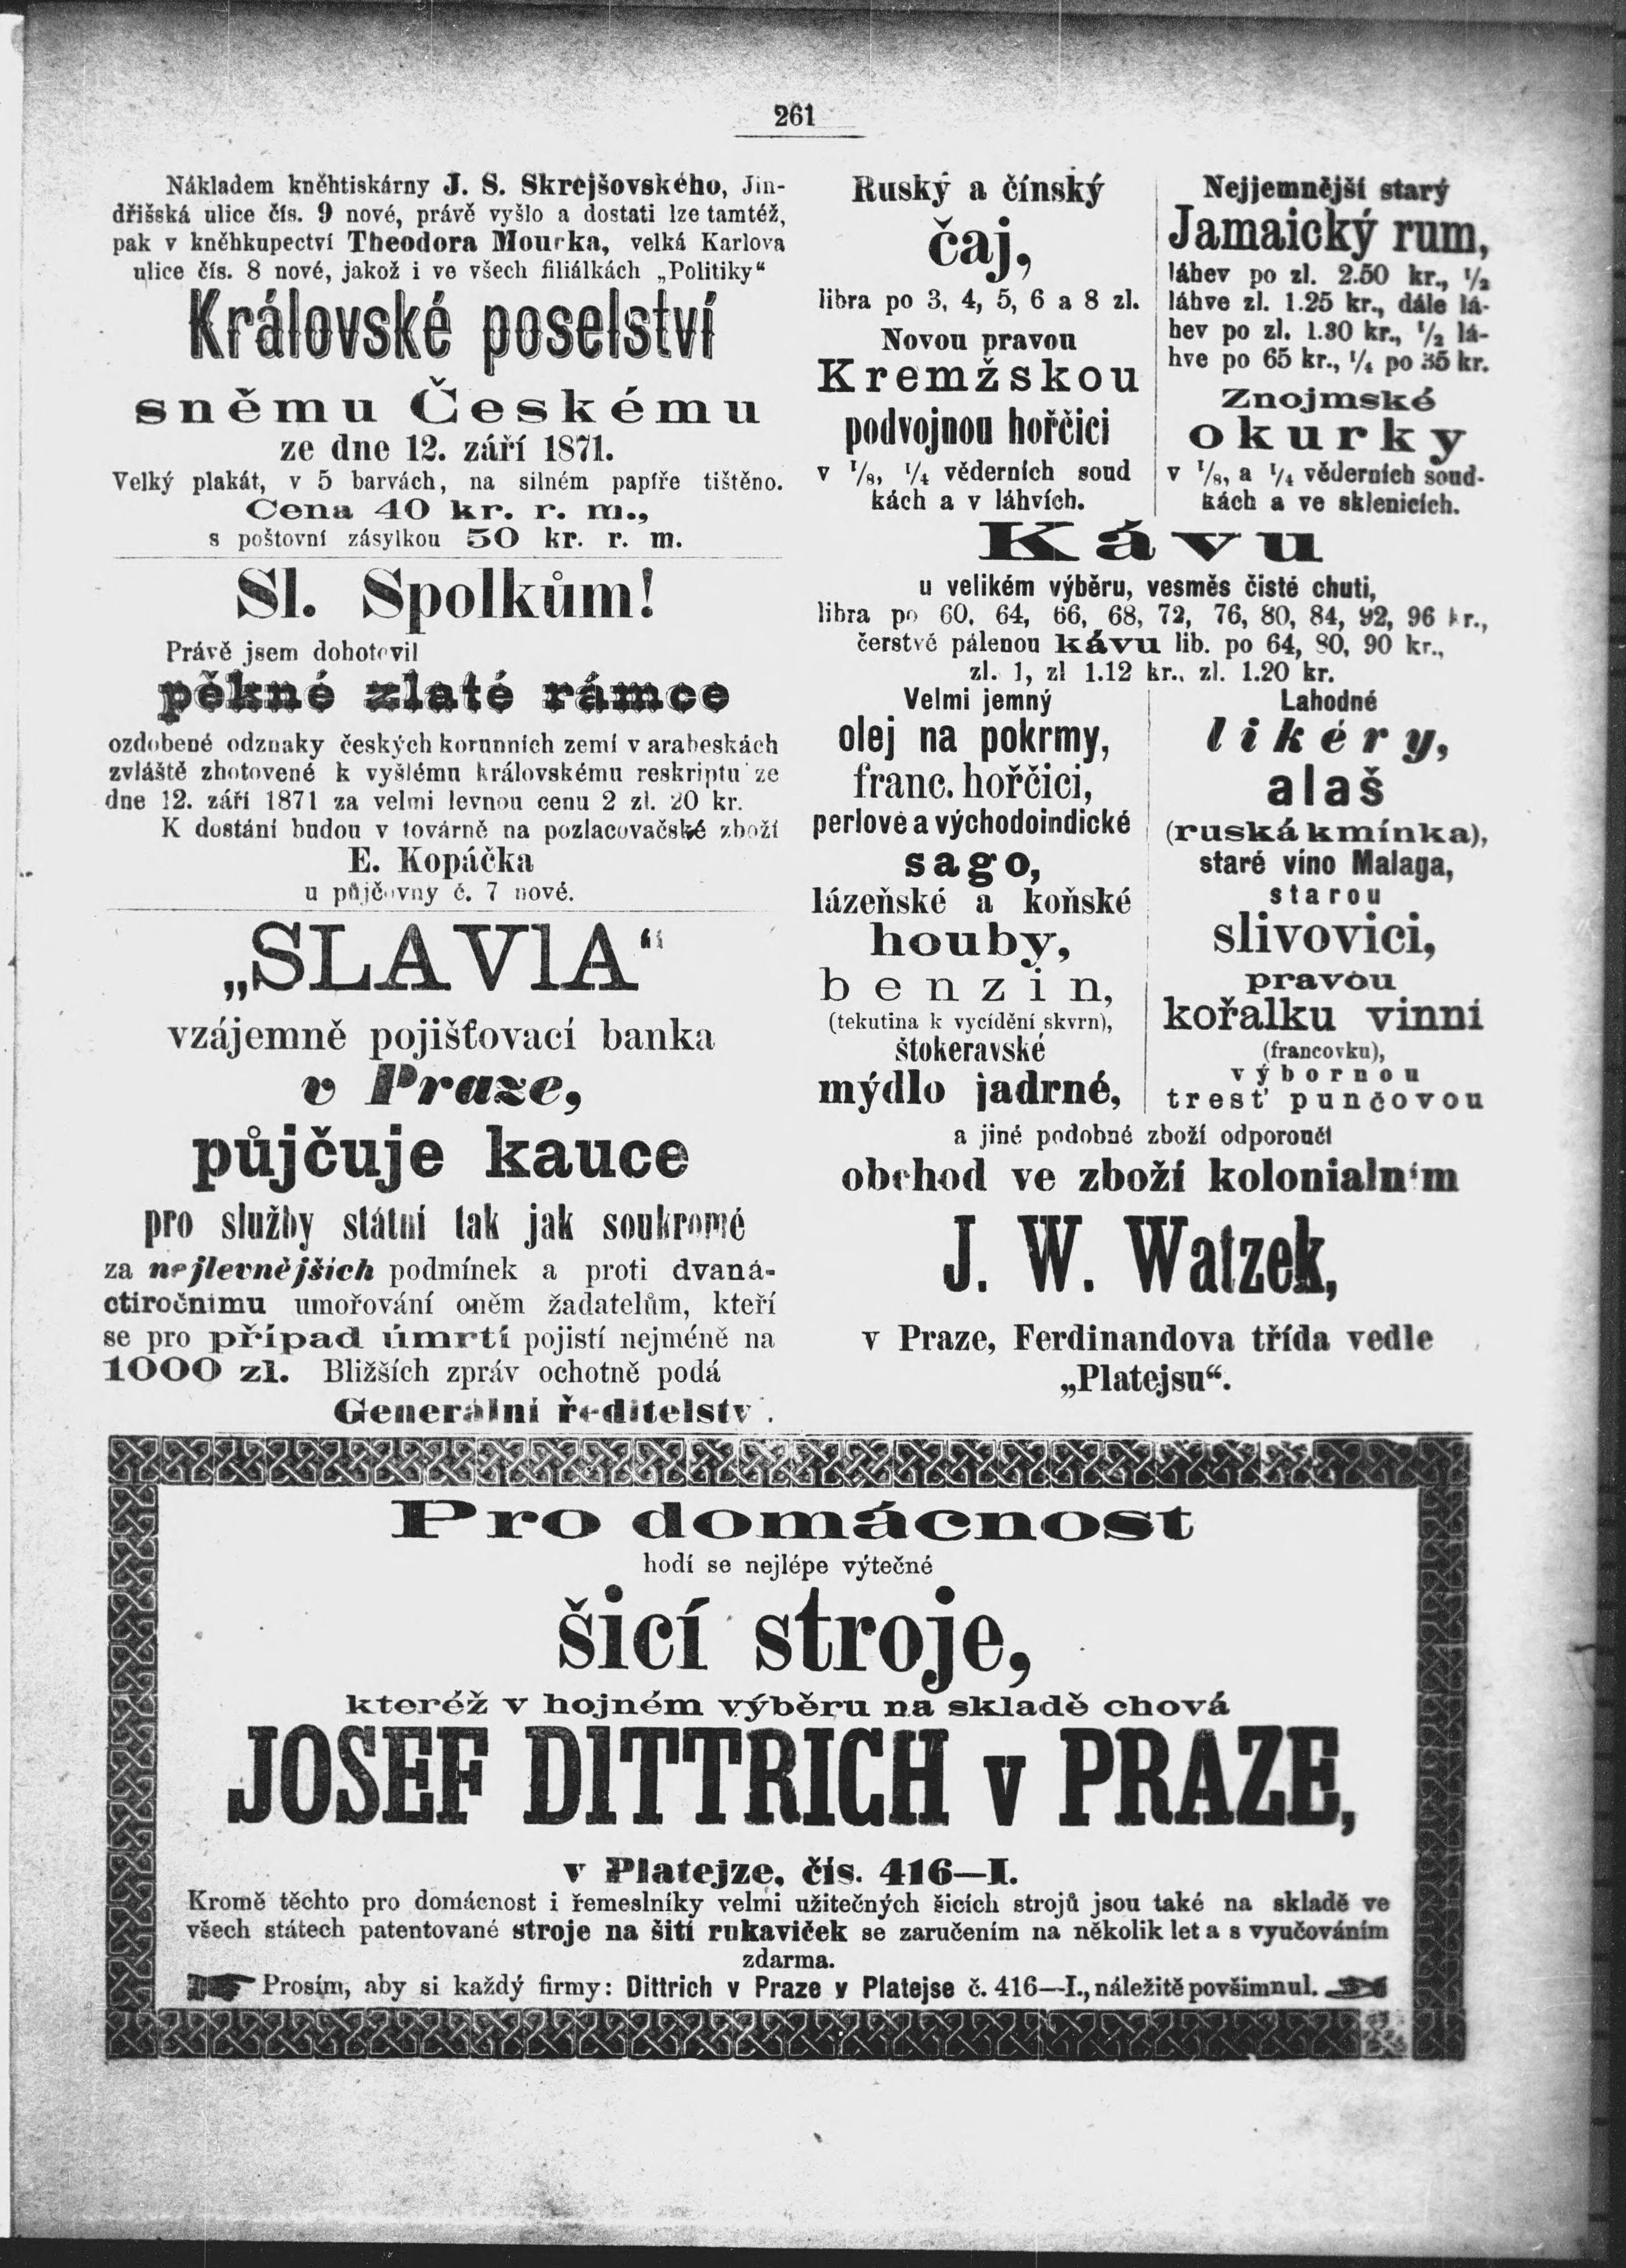 261
Nákladem kněhtiskárny J. S. Skrejšovského, Jin-
dřišská ulice čís. 9 nové, právě vyšlo a dostati lze tamtéž,
pak v kněhkupectví Theodora Mourka, velká Karlova
ulice čís. 8 nové, jakož i ve všech filiálkách „Politiky“
Královské poselství
sněmu Českému
ze dne 12. září 1871.
Velký plakát, v 5 barvách, na silném papíře tištěno.
Cena 40 kr. r. m.,
s poštovní zásylkou 50 kr. r. m.
Sl. Spolkům!
Právě jsem dohotovil
pěkné zlaté rámce
ozdobené odznaky českých korunních zemí v arabeskách
zvláště zhotovené k vyšlému královskému reskriptu ze
dne 12. září 1871 za velmi levnou cenu 2 zl. 20 kr.
K dostání budou v továrně na pozlacovačské zboží
E. Kopáčka
u půjčovny č. 7 nové.
„SLAVIA“
vzájemně pojišťovací banka
v Praze,
půjčuje kauce
pro služby státní tak jak soukromé
za nejlevnějších podmínek a proti dvaná-
ctiročnímu umořování oněm žadatelům, kteří
se pro případ úmrtí pojistí nejméně na
1000 zl. Bližších zpráv ochotně podá
Generální ředitelstv .
Ruský a čínský
čaj,
libra po 3, 4, 5, 6 a 8 zl.
Novou pravou
Kremžskou
podvojnou hořčici
v 1/8, 1/4 věderních soud
kách a v láhvích.
Nejjemnější starý
Jamaický rum,
láhev po zl. 2.50 kr., 1/2
láhve zl. 1.25 kr., dále lá-
hev po zl. 1.30 kr., 1/2 lá-
hve po 65 kr., 1/4 po 35 kr.
Znojmské
okurky
v 1/8, a 1/4 věderních soud-
kách a ve sklenicích.
Kávu
u velikém výběru, vesměs čisté chuti,
libra po 60, 64, 66, 68, 72, 76, 80, 84, 92, 96 kr.,
čerstvé pálenou kávu lib. po 64, 80, 90 kr.,
zl. 1, zl 1.12 kr., zl. 1.20 kr.
Velmi jemný
olej na pokrmy,
franc. hořčici,
perlové a východoindické
sago,
lázeňské a koňské
houby,
benzin,
(tekutina k vycídění skvrn),
štokeravské
mýdlo jadrné,
Lahodné
likéry,
alaš
(ruská kmínka),
staré víno Malaga,
starou
slivovici,
pravou
kořalku vinní
(francovku),
výbornou
tresť punčovou
a jiné podobné zboží odporoučí
obchod ve zboží kolonialním
J. W. Watzek,
v Praze, Ferdinandova třída vedle
„Platejsu“.
Pro domácnost
hodí se nejlépe výtečné
šicí stroje,
kteréž v hojném výběru na skladě chová
JOSEF DITTRICH v PRAZE,
v Platejze, čís. 416—I.
Kromě těchto pro domácnost i řemeslníky velmi užitečných šicích strojů jsou také na skladě ve
všech státech patentované stroje na šití rukaviček se zaručením na několik let a s vyučováním
zdarma.
Prosím, aby si každý firmy: Dittrich v Praze v Platejse č. 416—I., náležitě povšimnul.